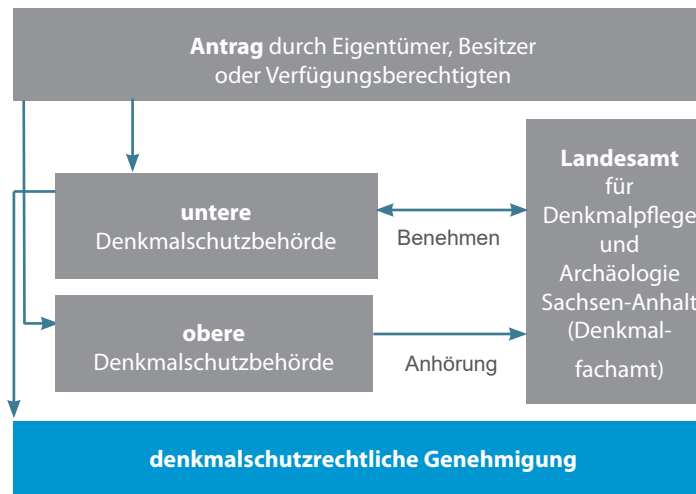 Antrag durch Eigentümer, Besitzer
oder Verfügungsberechtigten
untere
Denkmalschutzbehörde
Benehmen
obere
Denkmalschutzbehörde
Anhörung
Landesamt
für
Denkmalpflege
und
Archäologie
Sachsen-Anhalt
(Denkmal-
fachamt)
denkmalschutzrechtliche Genehmigung